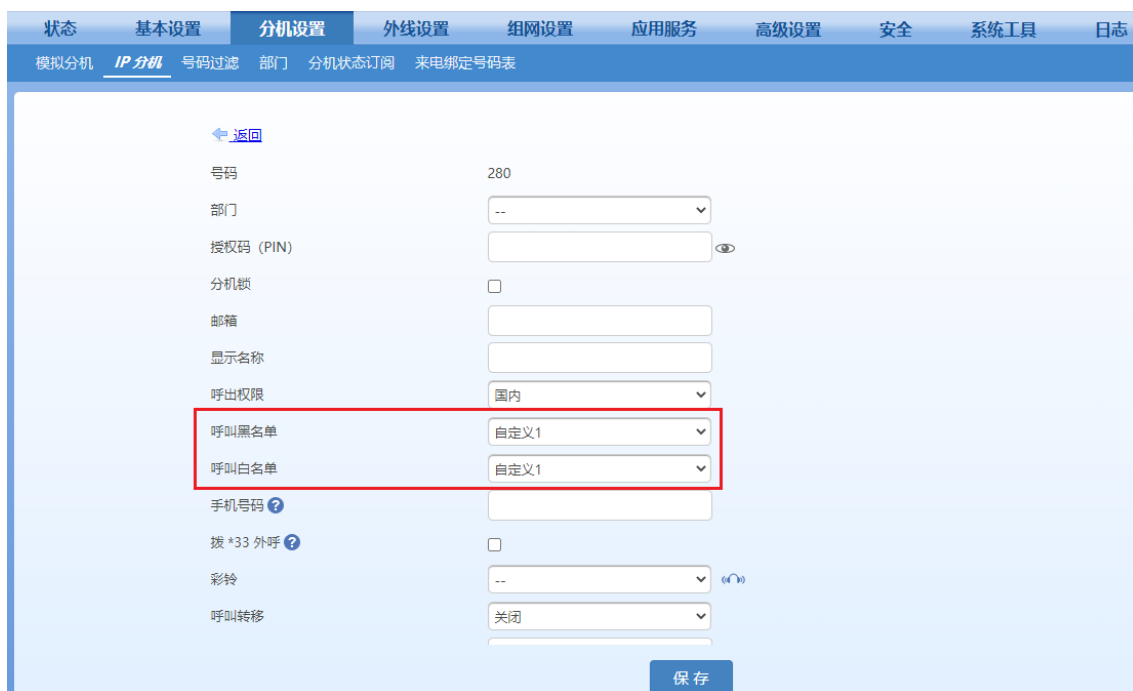 状态 基本设置 分机设置 外线设置 组网设置 应用服务 高级设置 安全 系统工具 日志
模拟分机 IP 分机 号码过滤 部门 分机状态订阅 来电绑定号码表
返回
号码 280
部门 --
授权码（PIN）
分机锁
邮箱
显示名称
呼出权限 国内
呼叫黑名单 自定义1
呼叫白名单 自定义1
手机号码 ?
拨 *33 外呼 ?
彩铃 --
呼叫转移 关闭
保存